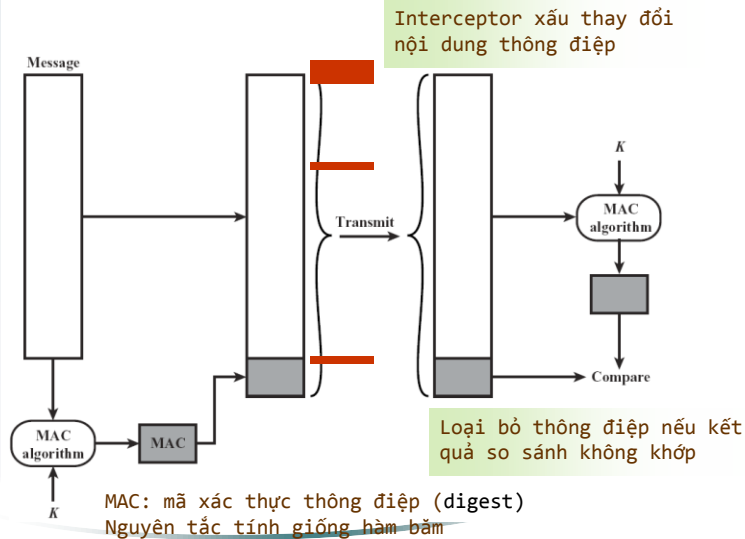 Interceptor xấu thay đổi
nội dung thông điệp
Message
K
MAC
algorithm
Transmit
Compare
MAC
algorithm
MAC
K
Loại bỏ thông điệp nếu kết
quả so sánh không khớp
MAC: mã xác thực thông điệp (digest)
Nguyên tắc tính giống hàm băm